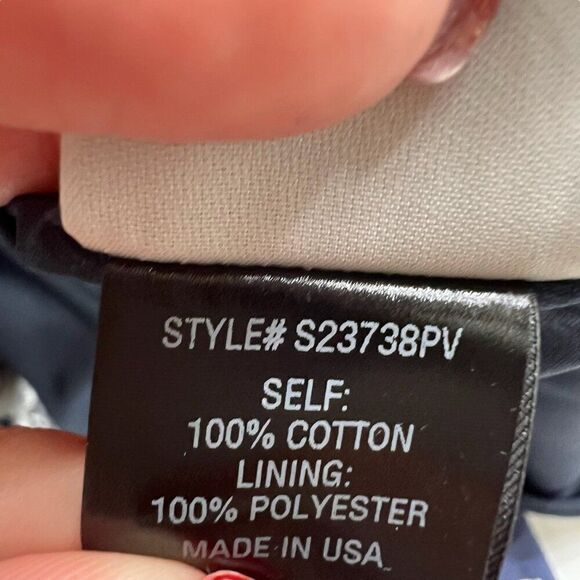 STYLE# S23738PV
SELF:
100% COTTON
LINING:
100% POLYESTER
MADE IN USA